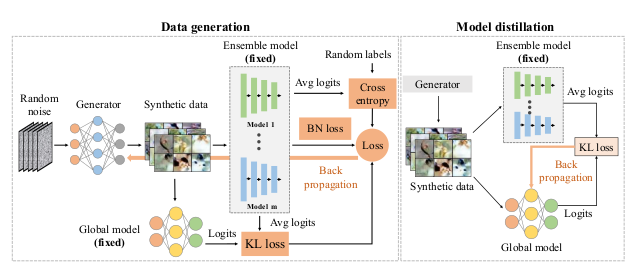 Data generation
Random
noise
Generator
Synthetic data
Ensemble model
(fixed)
Model 1
Model m
Avg logits
Random labels
Cross
entropy
BN loss
Loss
Back
propagation
Global model
(fixed)
Logits
Avg logits
KL loss
Model distillation
Generator
Synthetic data
Ensemble model
(fixed)
Avg logits
KL loss
Back
propagation
Logits
Global model